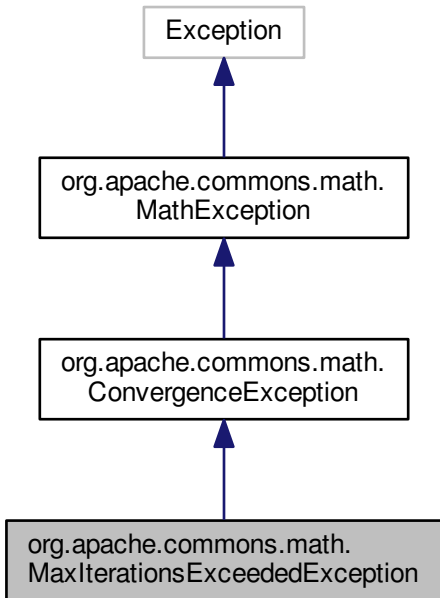 Exception
org.apache.commons.math.
MathException
org.apache.commons.math.
ConvergenceException
org.apache.commons.math.
MaxIterationsExceededException